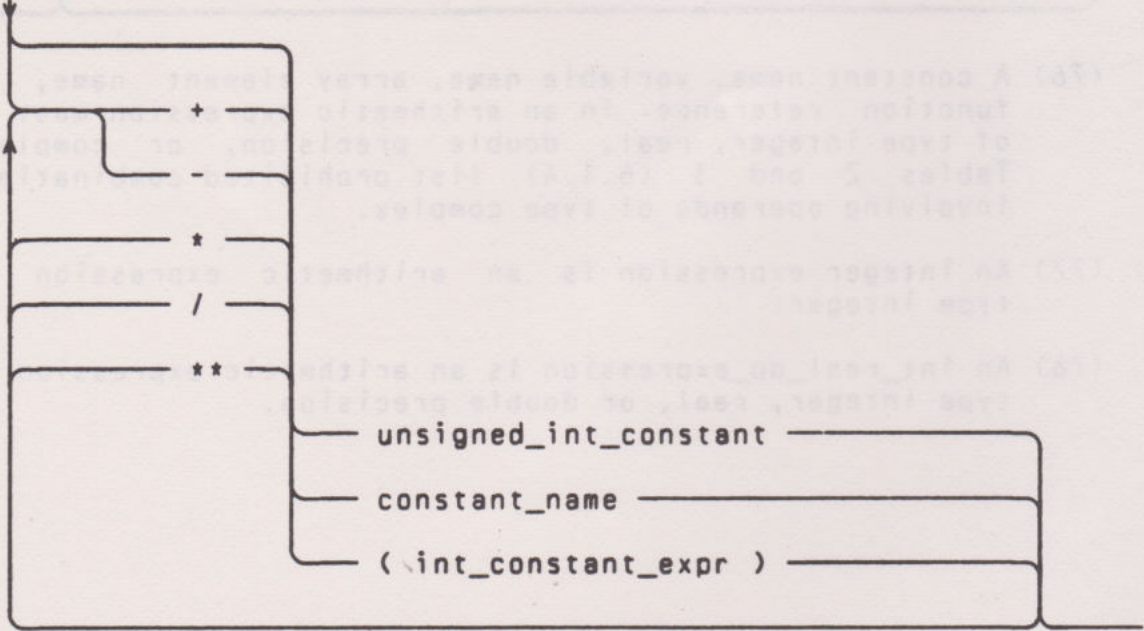 +
-
*
/
**
unsigned_int_constant
constant_name
( int_constant_expr )